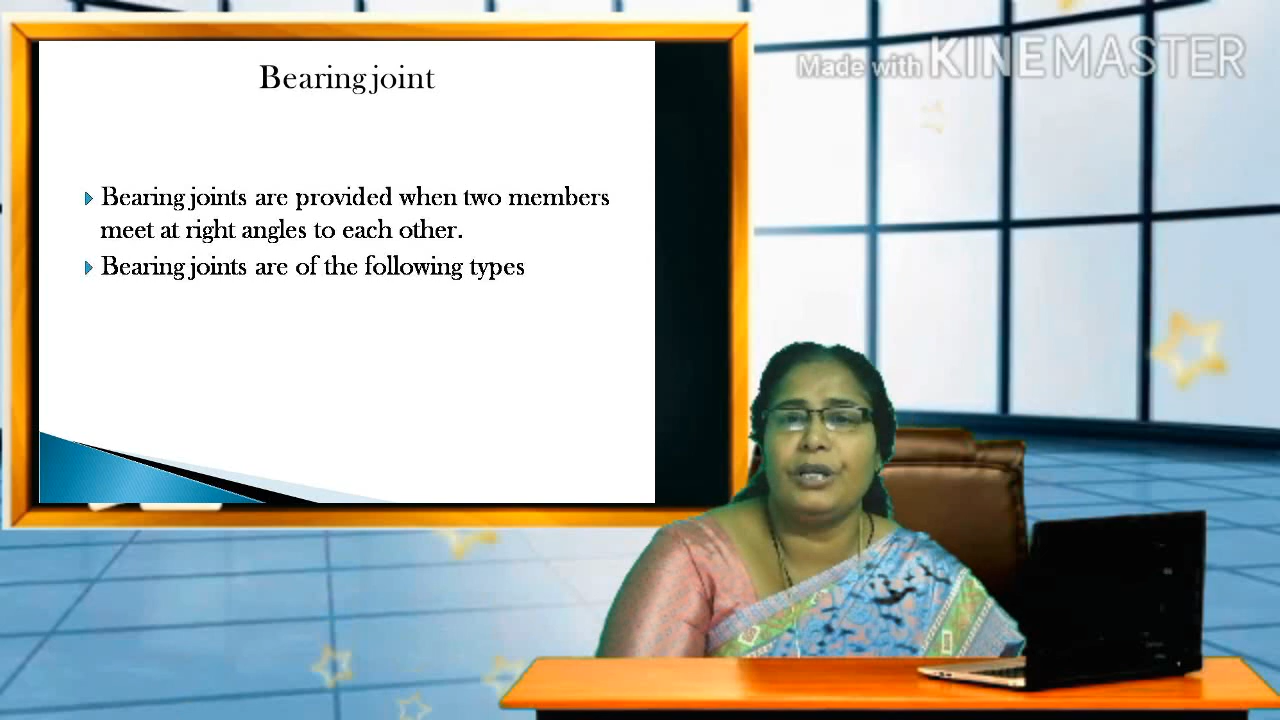 Bearing joint
Made with KINEMASTER
Bearing joints are provided when two members
meet at right angles to each other.
Bearing joints are of the following types